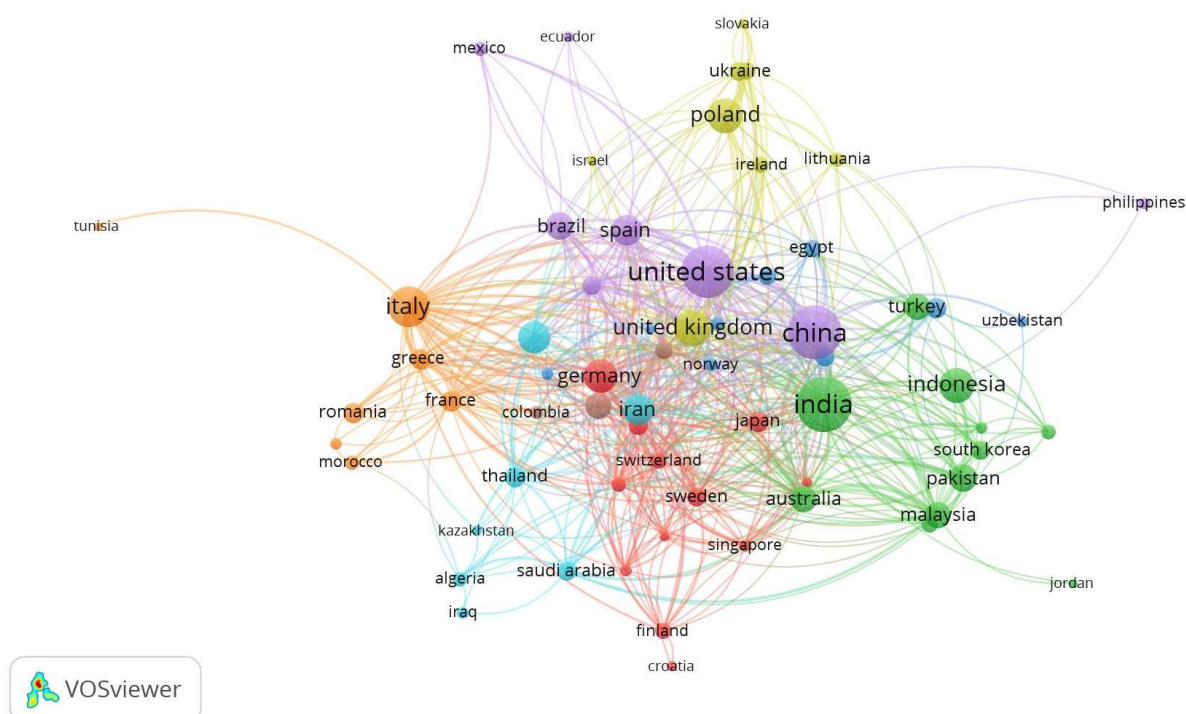 slovakia
ecuador
mexico
ukraine
poland
israel
ireland
lithuania
philippines
tunisia
brazil
spain
egypt
united states
italy
turkey
uzbekistan
united kingdom
china
greece
norway
germany
indonesia
france
iran
india
romania
colombia
japan
south korea
morocco
switzerland
thailand
pakistan
sweden
australia
malaysia
kazakhstan
singapore
algeria
saudi arabia
jordan
iraq
finland
croatia
VOSviewer